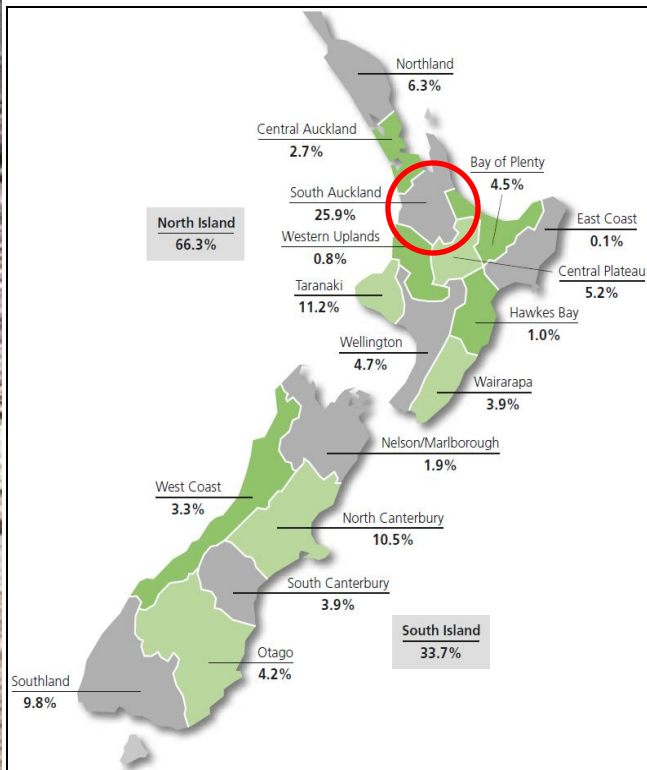 Northland
6.3%
Central Auckland
2.7%
Bay of Plenty
4.5%
South Auckland
25.9%
East Coast
0.1%
North Island
66.3%
Western Uplands
0.8%
Central Plateau
5.2%
Taranaki
11.2%
Hawkes Bay
1.0%
Wellington
4.7%
Wairarapa
3.9%
Nelson/Marlborough
1.9%
West Coast
3.3%
North Canterbury
10.5%
South Canterbury
3.9%
South Island
33.7%
Otago
4.2%
Southland
9.8%